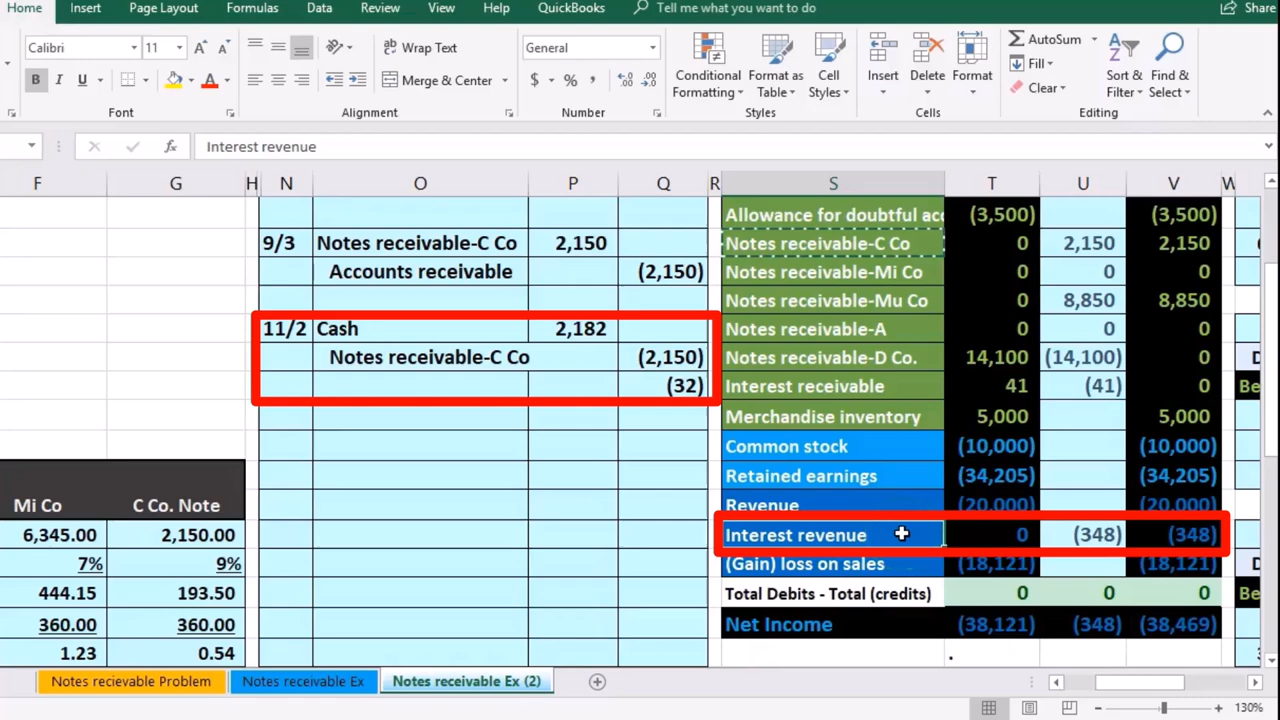 Home Insert Page Layout Formulas Data Review View Help QuickBooks Tell me what you want to do Share
Calibri 11 A A Wrap Text General AutoSum
B I U A Merge & Center $ % , Conditional Formatting Format as Table Cell Styles Insert Delete Format Fill Clear Sort & Filter Find & Select
Font Alignment Number Styles Cells Editing
fx Interest revenue
F G H N O P Q R S T U V W
Allowance for doubtful acc (3,500) (3,500)
9/3 Notes receivable-C Co 2,150 Notes receivable-C Co 0 2,150 2,150
Accounts receivable (2,150) Notes receivable-Mi Co 0 0 0
Notes receivable-Mu Co 0 8,850 8,850
11/2 Cash 2,182 Notes receivable-A 0 0 0
Notes receivable-C Co (2,150) Notes receivable-D Co. 14,100 (14,100) 0
(32) Interest receivable 41 (41) 0 Be
Merchandise inventory 5,000 5,000
Common stock (10,000) (10,000)
Retained earnings (34,205) (34,205)
Mi Co C Co. Note Revenue (20,000) (20,000)
6,345.00 2,150.00 Interest revenue 0 (348) (348)
7% 9% (Gain) loss on sales (18,121) (18,121) D
444.15 193.50 Total Debits - Total (credits) 0 0 0 Be
360.00 360.00 Net Income (38,121) (348) (38,469)
1.23 0.54 .
Notes recievable Problem Notes receivable Ex Notes receivable Ex (2)
130%